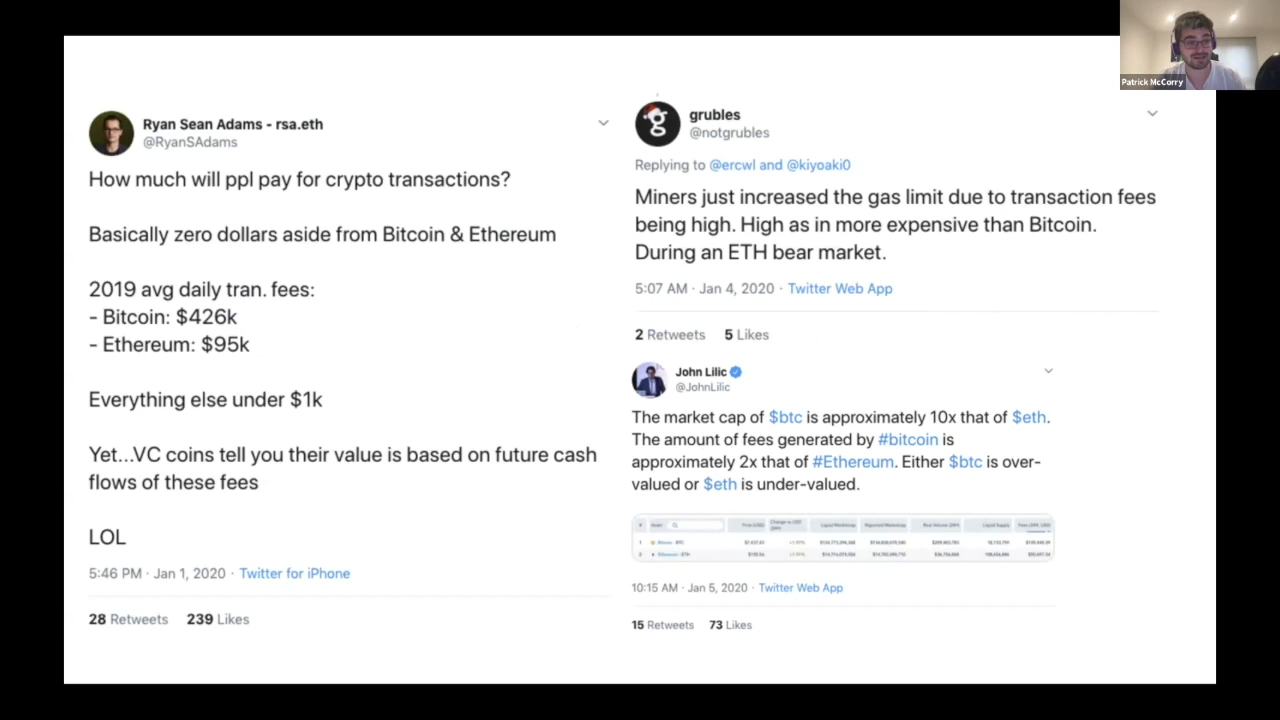 Patrick McCorry
Ryan Sean Adams - rsa.eth
@RyanSAdams
How much will ppl pay for crypto transactions?
Basically zero dollars aside from Bitcoin & Ethereum
2019 avg daily tran. fees:
- Bitcoin: $426k
- Ethereum: $95k
Everything else under $1k
Yet...VC coins tell you their value is based on future cash
flows of these fees
LOL
5:46 PM · Jan 1, 2020 · Twitter for iPhone
28 Retweets 239 Likes
grubles
@notgrubles
Replying to @ercwl and @kiyoaki0
Miners just increased the gas limit due to transaction fees
being high. High as in more expensive than Bitcoin.
During an ETH bear market.
5:07 AM · Jan 4, 2020 · Twitter Web App
2 Retweets 5 Likes
John Lilic
@JohnLilic
The market cap of $btc is approximately 10x that of $eth.
The amount of fees generated by #bitcoin is
approximately 2x that of #Ethereum. Either $btc is over-
valued or $eth is under-valued.
10:15 AM · Jan 5, 2020 · Twitter Web App
15 Retweets 73 Likes